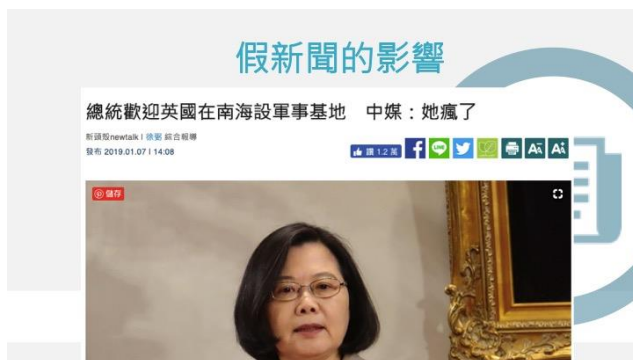 假新聞的影響
總統歡迎英國在南海設軍事基地 中媒：她瘋了
新頭殼newtalk | 徐弼 綜合報導
發布 2019.01.07 | 14:08
讚 1.2 萬
儲存